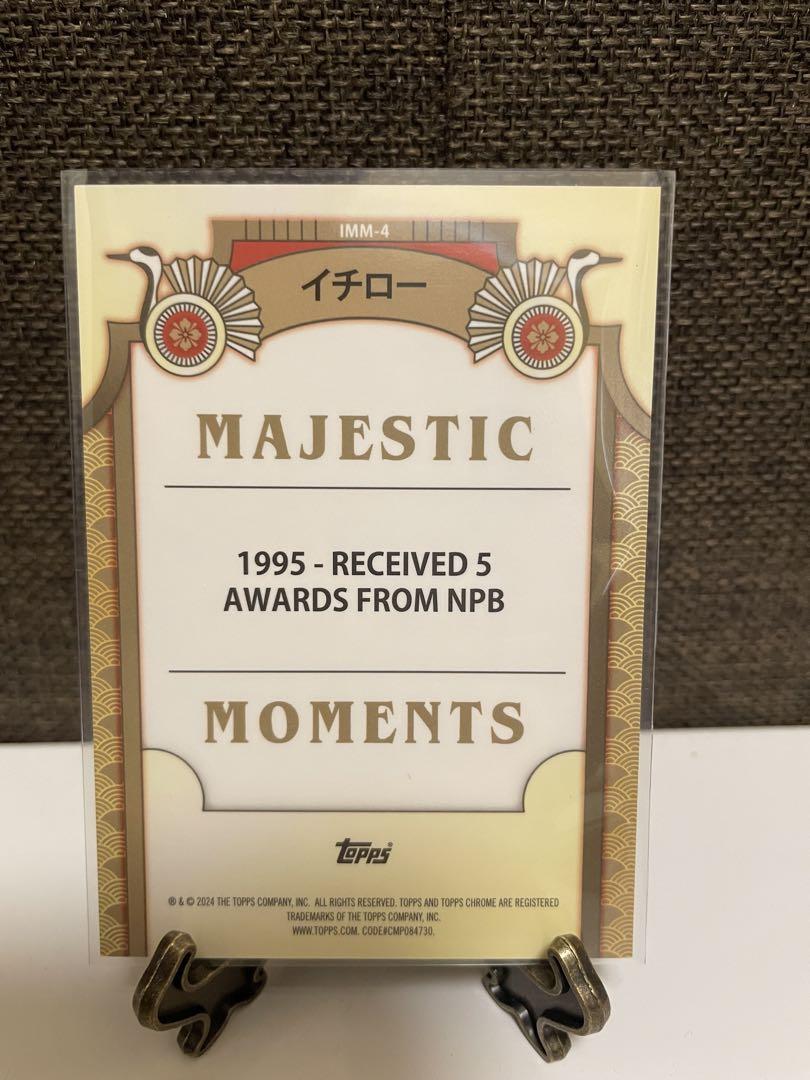 IMM-4
イチロー
MAJESTIC
1995 - RECEIVED 5
AWARDS FROM NPB
MOMENTS
topps®
® & © 2024 THE TOPPS COMPANY, INC. ALL RIGHTS RESERVED. TOPPS AND TOPPS CHROME ARE REGISTERED
TRADEMARKS OF THE TOPPS COMPANY, INC.
WWW.TOPPS.COM. CODE#CMP084730.